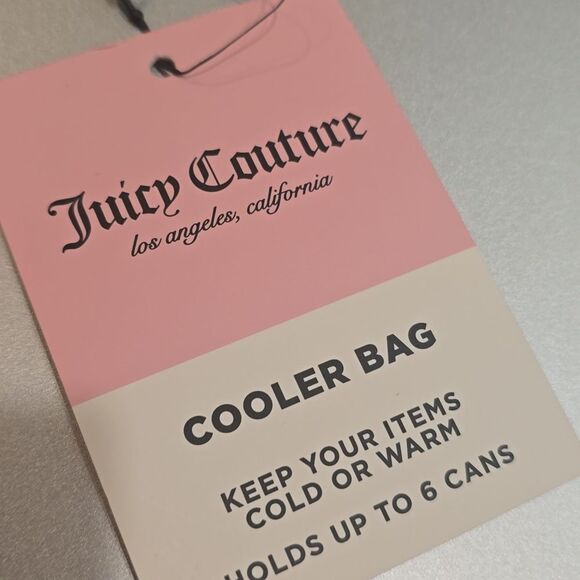 Juicy Couture
los angeles, california
COOLER BAG
KEEP YOUR ITEMS
COLD OR WARM
HOLDS UP TO 6 CANS